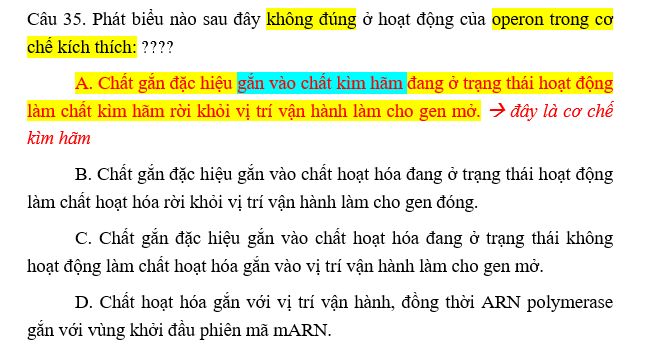 Câu 35. Phát biểu nào sau đây không đúng ở hoạt động của operon trong cơ
chế kích thích: ????
A. Chất gắn đặc hiệu gắn vào chất kìm hãm đang ở trạng thái hoạt động
làm chất kìm hãm rời khỏi vị trí vận hành làm cho gen mở. → đây là cơ chế
kìm hãm
B. Chất gắn đặc hiệu gắn vào chất hoạt hóa đang ở trạng thái hoạt động
làm chất hoạt hóa rời khỏi vị trí vận hành làm cho gen đóng.
C. Chất gắn đặc hiệu gắn vào chất hoạt hóa đang ở trạng thái không
hoạt động làm chất hoạt hóa gắn vào vị trí vận hành làm cho gen mở.
D. Chất hoạt hóa gắn với vị trí vận hành, đồng thời ARN polymerase
gắn với vùng khởi đầu phiên mã mARN.